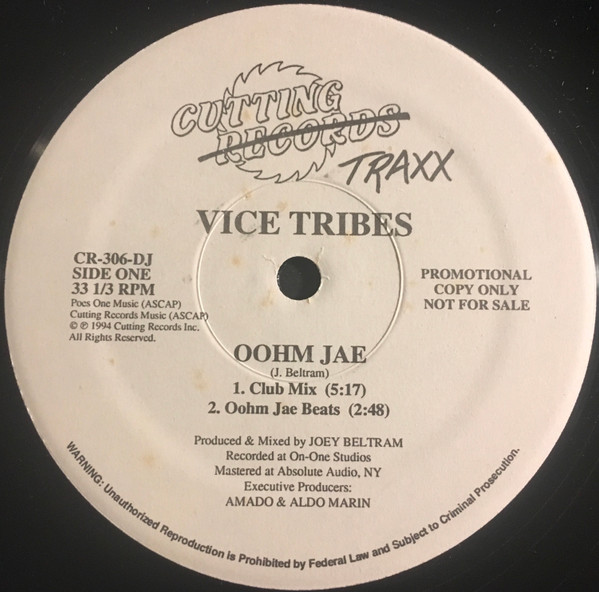 CUTTING
RECORDS
TRAXX
VICE TRIBES
CR-306-DJ
SIDE ONE
33 1/3 RPM
Poes One Music (ASCAP)
Cutting Records Music (ASCAP)
© ℗ 1994 Cutting Records Inc.
All Rights Reserved.
PROMOTIONAL
COPY ONLY
NOT FOR SALE
OOHM JAE
(J. Beltram)
1. Club Mix (5:17)
2. Oohm Jae Beats (2:48)
Produced & Mixed by JOEY BELTRAM
Recorded at On-One Studios
Mastered at Absolute Audio, NY
Executive Producers:
AMADO & ALDO MARIN
WARNING: Unauthorized Reproduction is Prohibited by Federal Law and Subject to Criminal Prosecution.